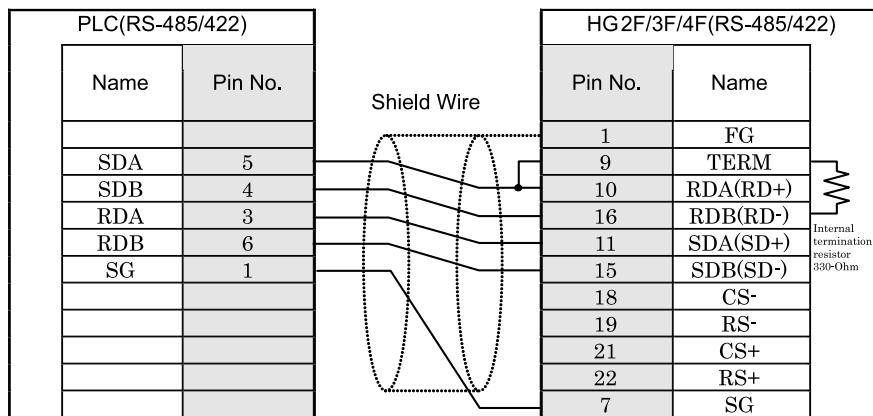 PLC(RS-485/422)
HG2F/3F/4F(RS-485/422)
Name Pin No.
Shield Wire
Pin No. Name
1 FG
SDA 5
9 TERM
SDB 4
10 RDA(RD+)
RDA 3
16 RDB(RD-)
RDB 6
11 SDA(SD+)
SG 1
15 SDB(SD-)
18 CS-
19 RS-
21 CS+
22 RS+
7 SG
Internal
termination
resistor
330-Ohm